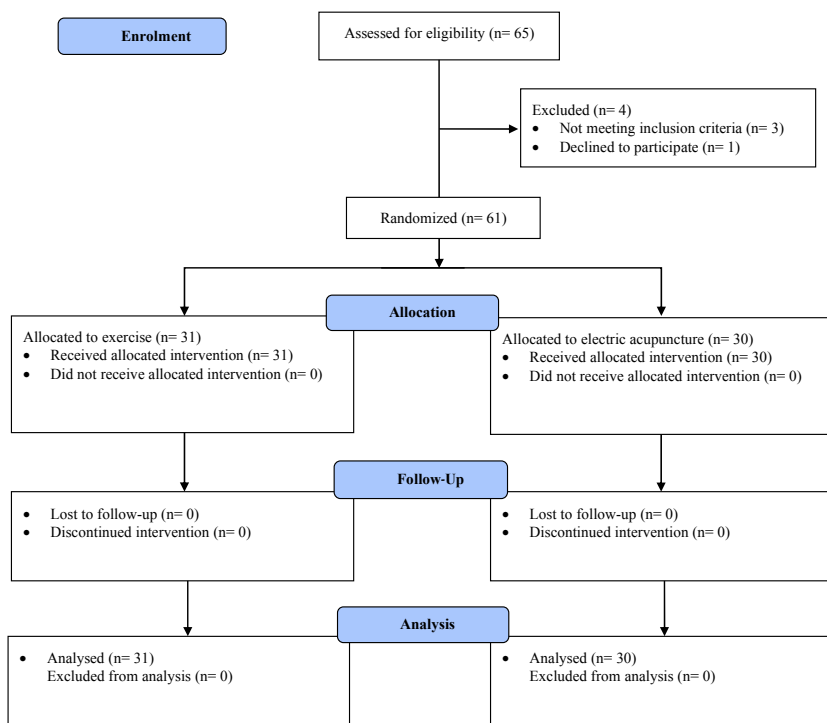 Enrolment
Assessed for eligibility (n= 65)
Excluded (n= 4)
• Not meeting inclusion criteria (n= 3)
• Declined to participate (n= 1)
Randomized (n= 61)
Allocation
Allocated to exercise (n= 31)
• Received allocated intervention (n= 31)
• Did not receive allocated intervention (n= 0)
Allocated to electric acupuncture (n= 30)
• Received allocated intervention (n= 30)
• Did not receive allocated intervention (n= 0)
Follow-Up
• Lost to follow-up (n= 0)
• Discontinued intervention (n= 0)
• Lost to follow-up (n= 0)
• Discontinued intervention (n= 0)
Analysis
• Analysed (n= 31)
Excluded from analysis (n= 0)
• Analysed (n= 30)
Excluded from analysis (n= 0)